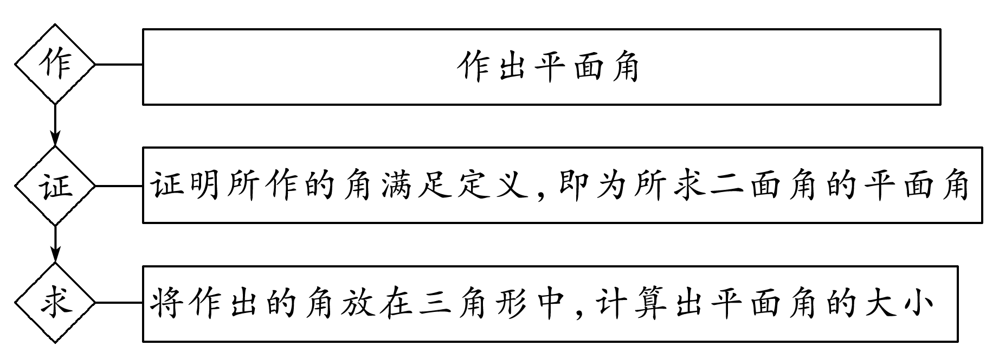 作
作出平面角
证
证明所作的角满足定义,即为所求二面角的平面角
求
将作出的角放在三角形中,计算出平面角的大小